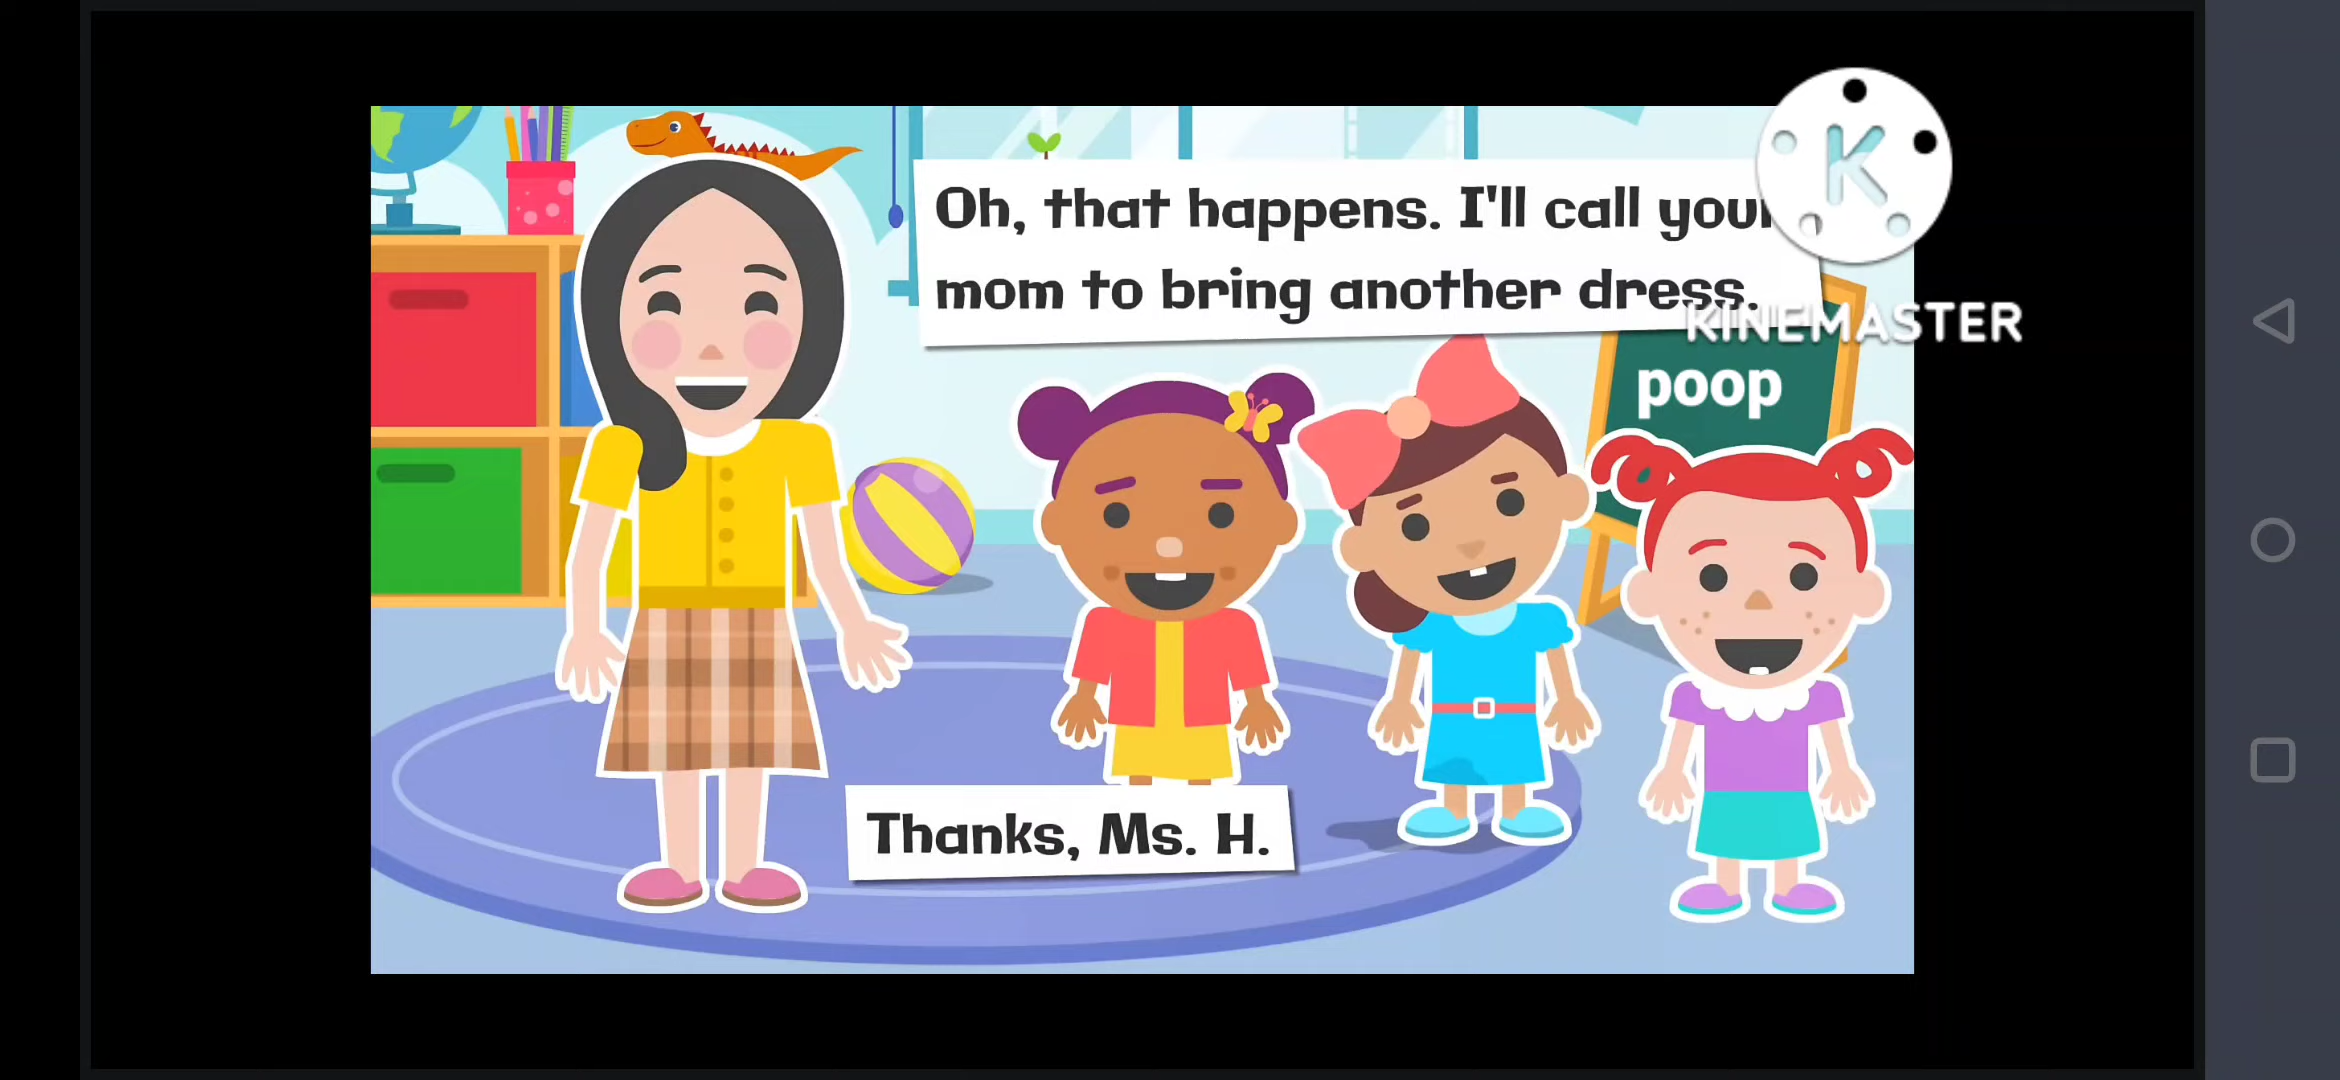 Oh, that happens. I'll call your
mom to bring another dress.
K
KINEMASTER
poop
Thanks, Ms. H.